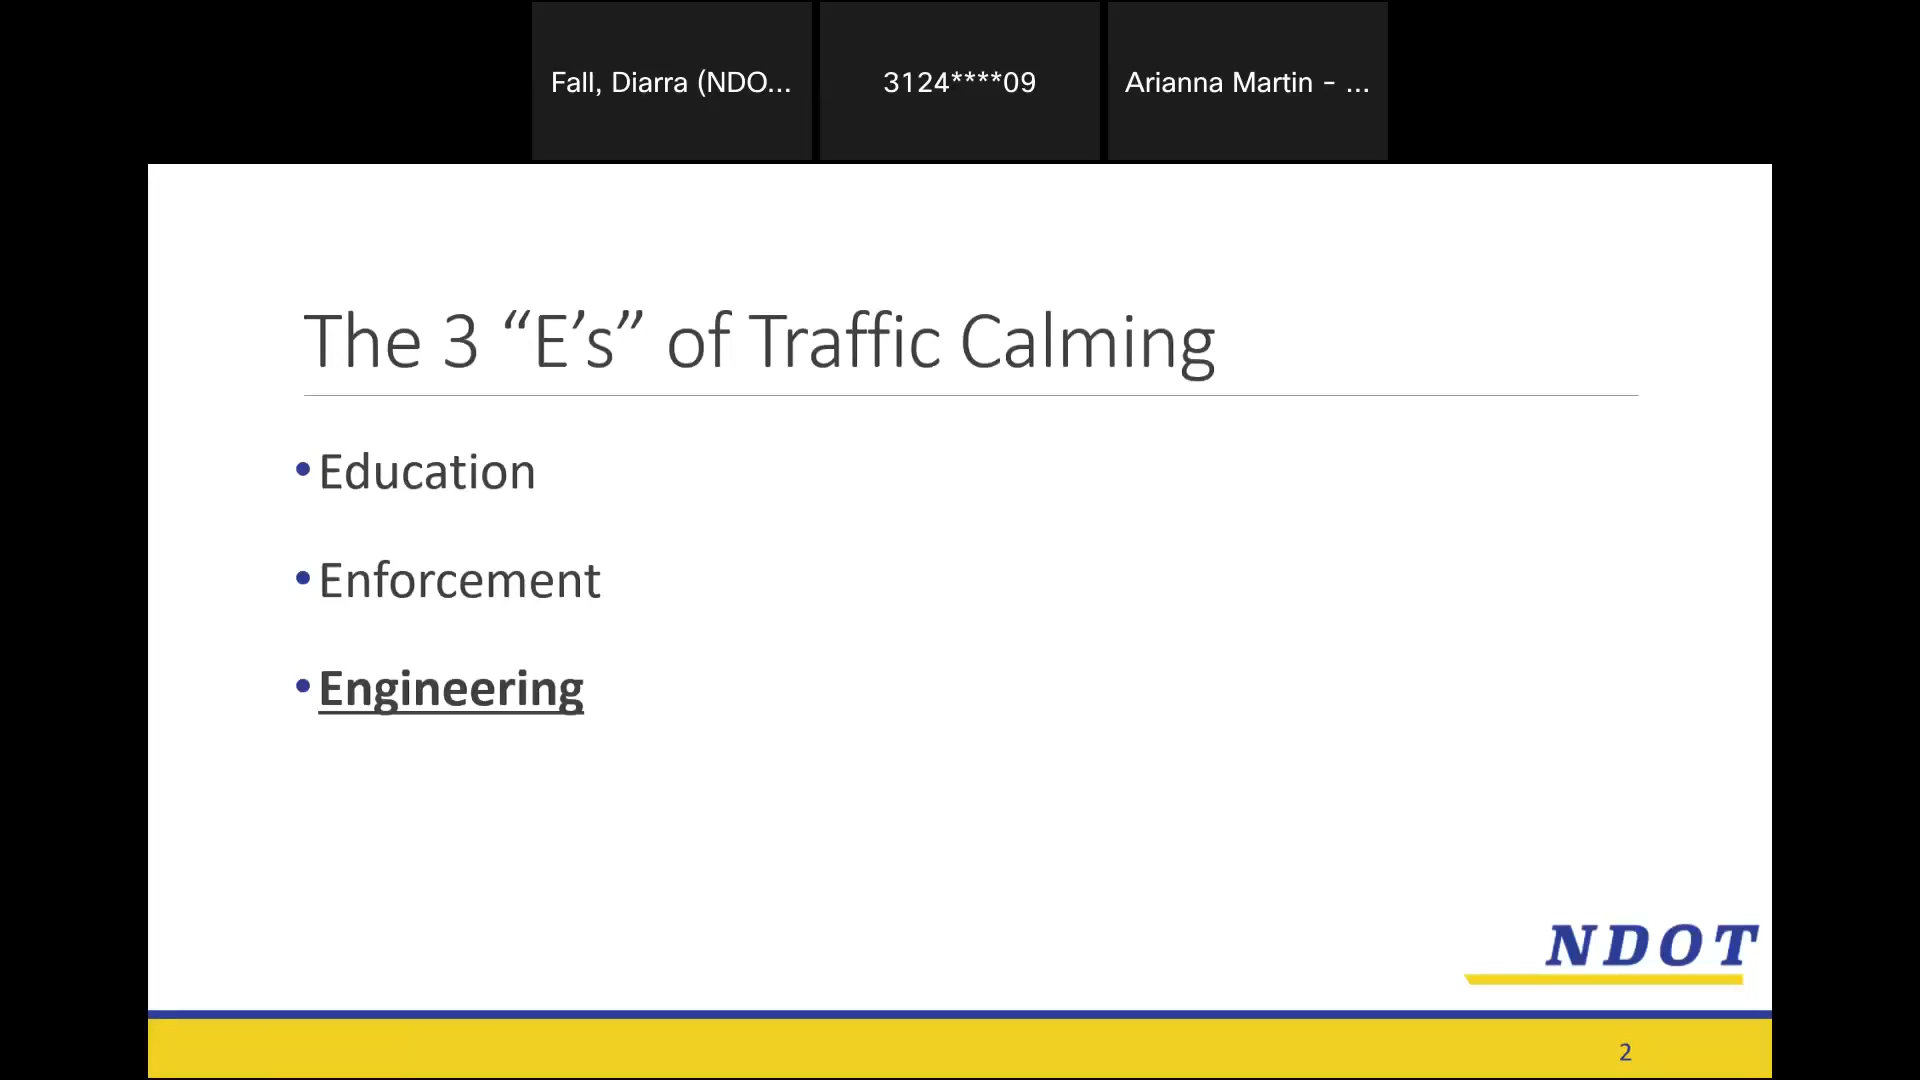 Fall, Diarra (NDO...
3124****09
Arianna Martin - ...
The 3 “E’s” of Traffic Calming
•Education
•Enforcement
•Engineering
NDOT
2